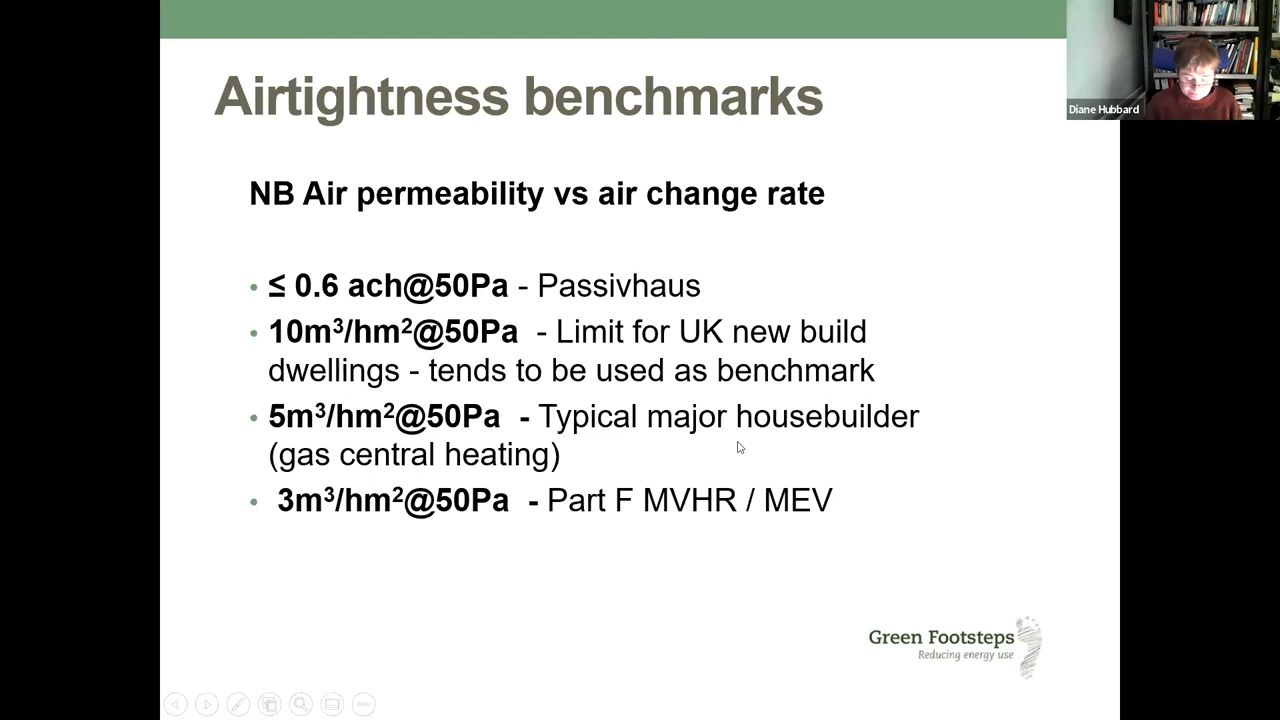 Airtightness benchmarks
Diane Hubbard
NB Air permeability vs air change rate
• ≤ 0.6 ach@50Pa - Passivhaus
• 10m³/hm²@50Pa - Limit for UK new build
dwellings - tends to be used as benchmark
• 5m³/hm²@50Pa - Typical major housebuilder
(gas central heating)
• 3m³/hm²@50Pa - Part F MVHR / MEV
Green Footsteps
Reducing energy use